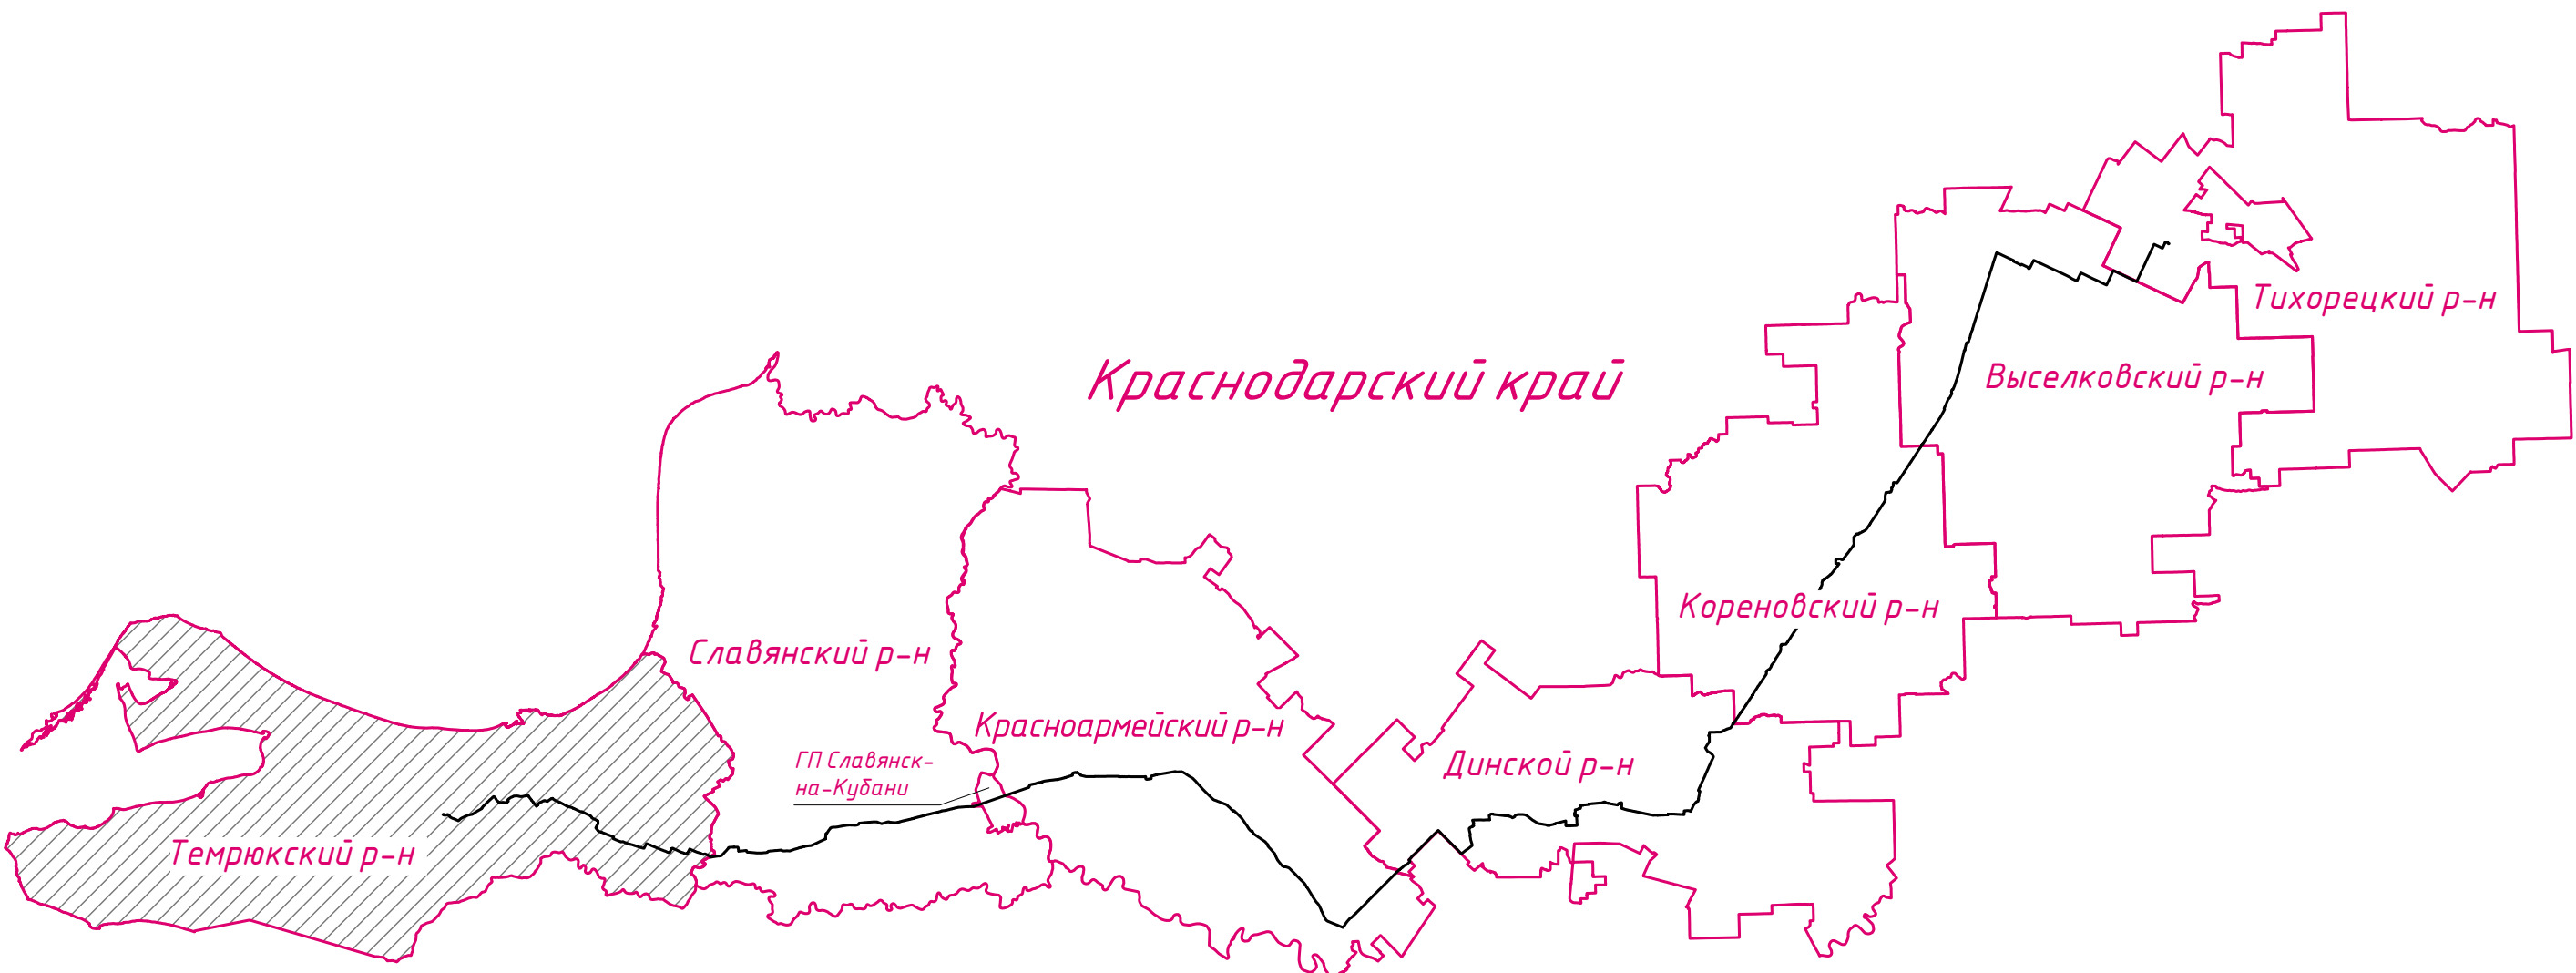 Тихорецкий р-н
Краснодарский край
Выселковский р-н
Кореновский р-н
Славянский р-н
Красноармейский р-н
ГП Славянск-
на-Кубани
Динской р-н
Темрюкский р-н